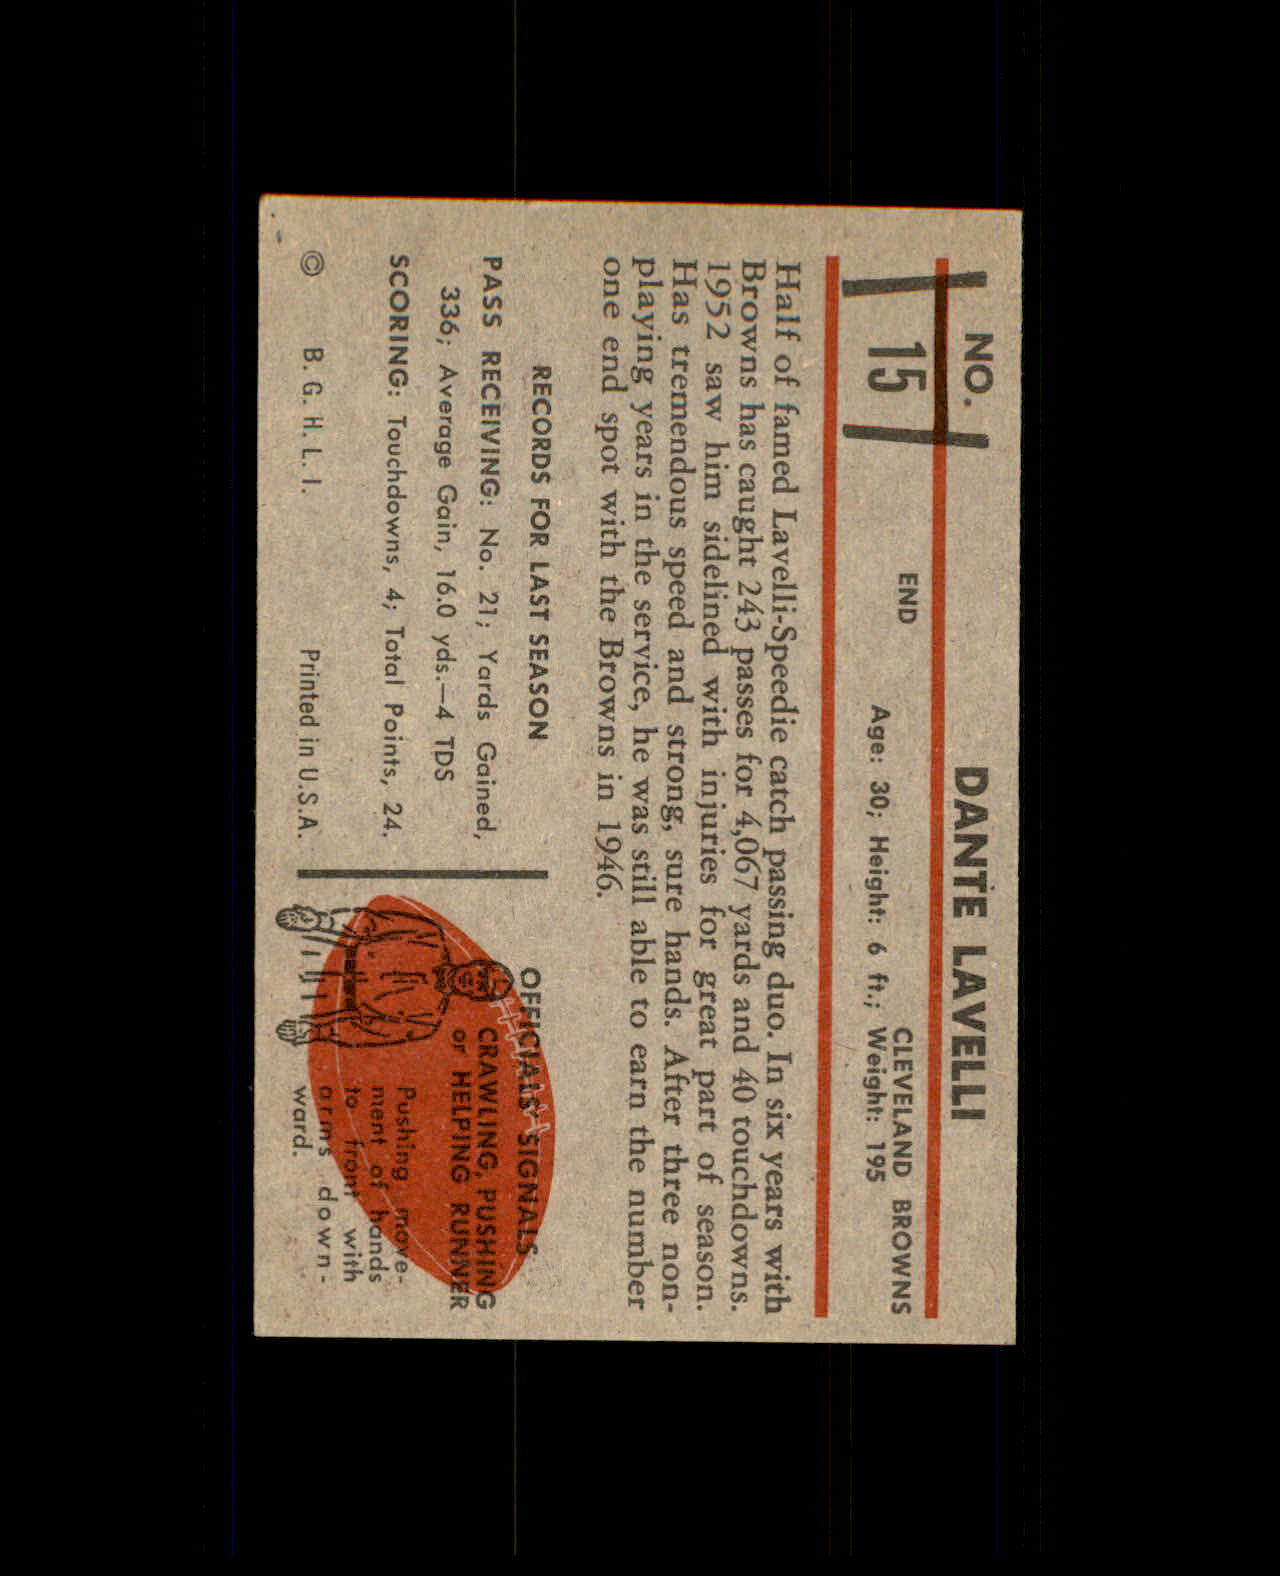 NO.
15
DANTE LAVELLI
END
CLEVELAND BROWNS
Age: 30; Height: 6 ft.; Weight: 195
Half of famed Lavelli-Speedie catch passing duo. In six years with
Browns has caught 243 passes for 4,067 yards and 40 touchdowns.
1952 saw him sidelined with injuries for great part of season.
Has tremendous speed and strong, sure hands. After three non-
playing years in the service, he was still able to earn the number
one end spot with the Browns in 1946.
RECORDS FOR LAST SEASON
PASS RECEIVING: No. 21; Yards Gained,
336; Average Gain, 16.0 yds.—4 TDS
SCORING: Touchdowns, 4; Total Points, 24.
© B. G. H. L. I. Printed in U.S.A.
OFFICIALS' SIGNALS
CRAWLING, PUSHING
or HELPING RUNNER
Pushing move-
ment of hands
to front with
arms down-
ward.